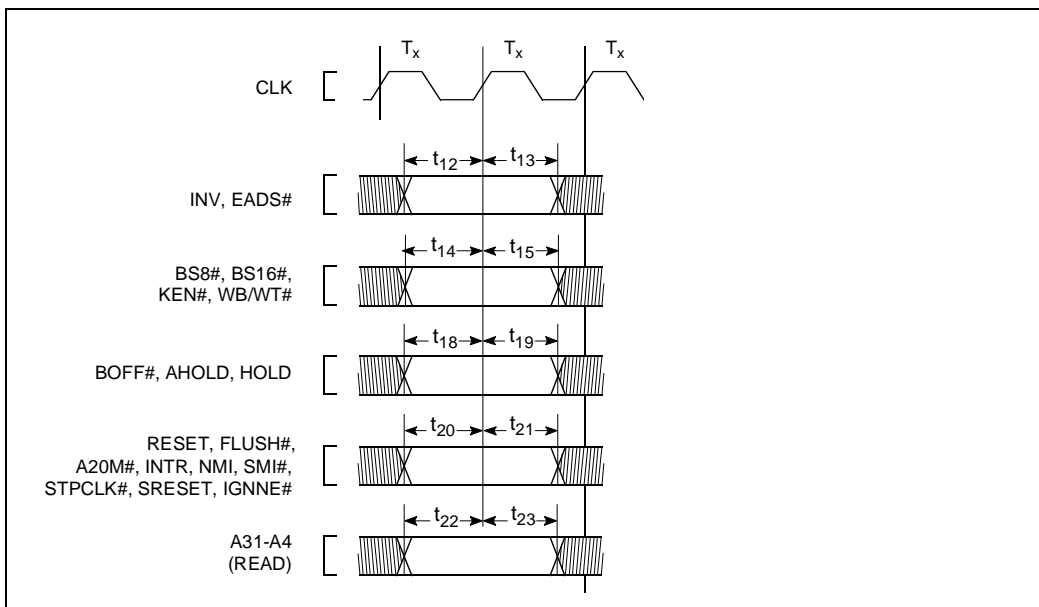 Tx Tx Tx
CLK
t12 t13
INV, EADS#
t14 t15
BS8#, BS16#,
KEN#, WB/WT#
t18 t19
BOFF#, AHOLD, HOLD
t20 t21
RESET, FLUSH#,
A20M#, INTR, NMI, SMI#,
STPCLK#, SRESET, IGNNE#
t22 t23
A31-A4
(READ)